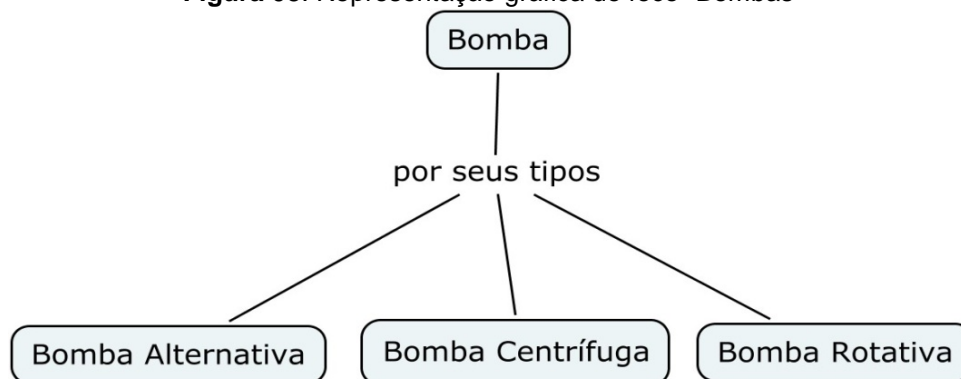 Bomba
por seus tipos
Bomba Alternativa
Bomba Centrífuga
Bomba Rotativa